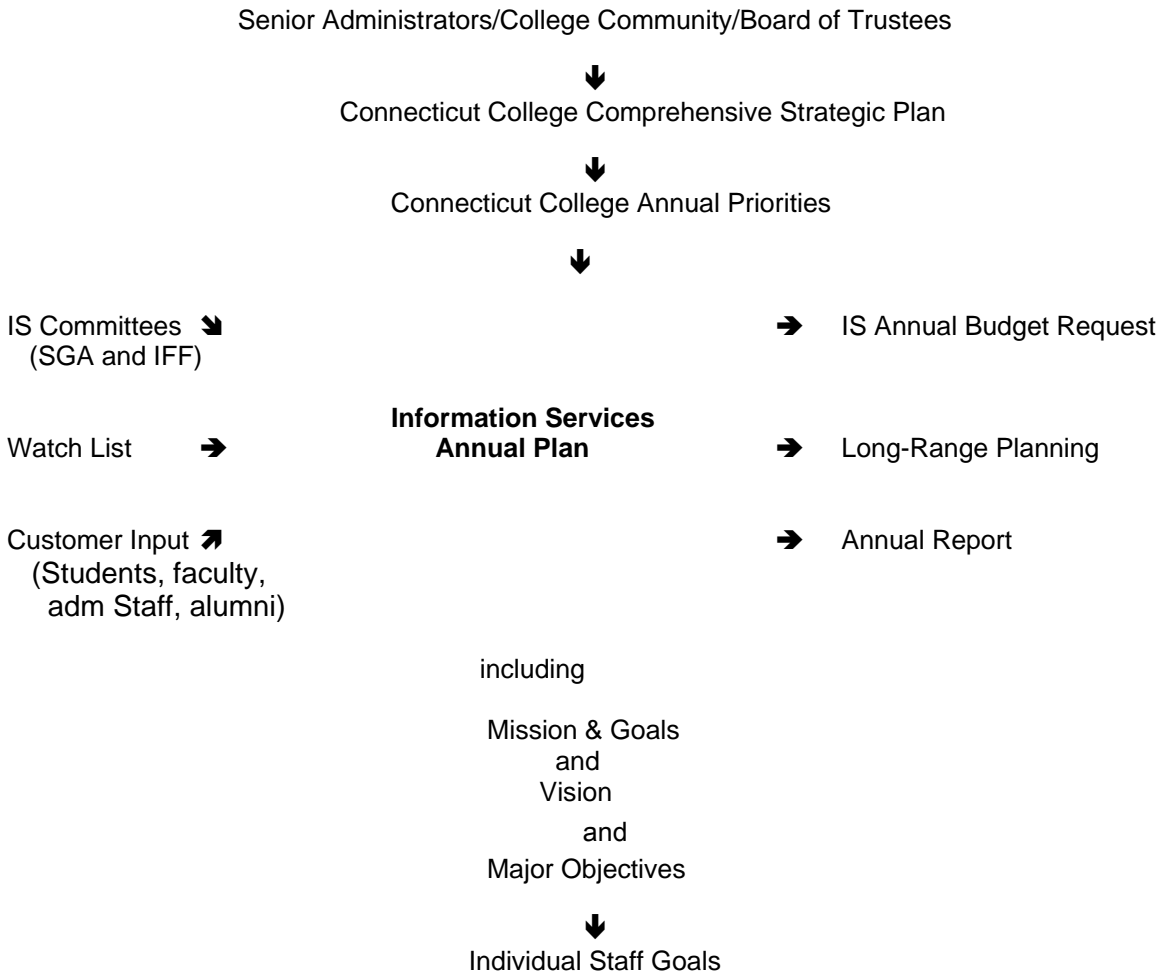 Senior Administrators/College Community/Board of Trustees
🡻
Connecticut College Comprehensive Strategic Plan
🡻
Connecticut College Annual Priorities
🡻
IS Committees 🡾 🡺 IS Annual Budget Request
(SGA and IFF)
Information Services
Watch List 🡺 Annual Plan 🡺 Long-Range Planning
Customer Input 🡽 🡺 Annual Report
(Students, faculty,
adm Staff, alumni)
including
Mission & Goals
and
Vision
and
Major Objectives
🡻
Individual Staff Goals